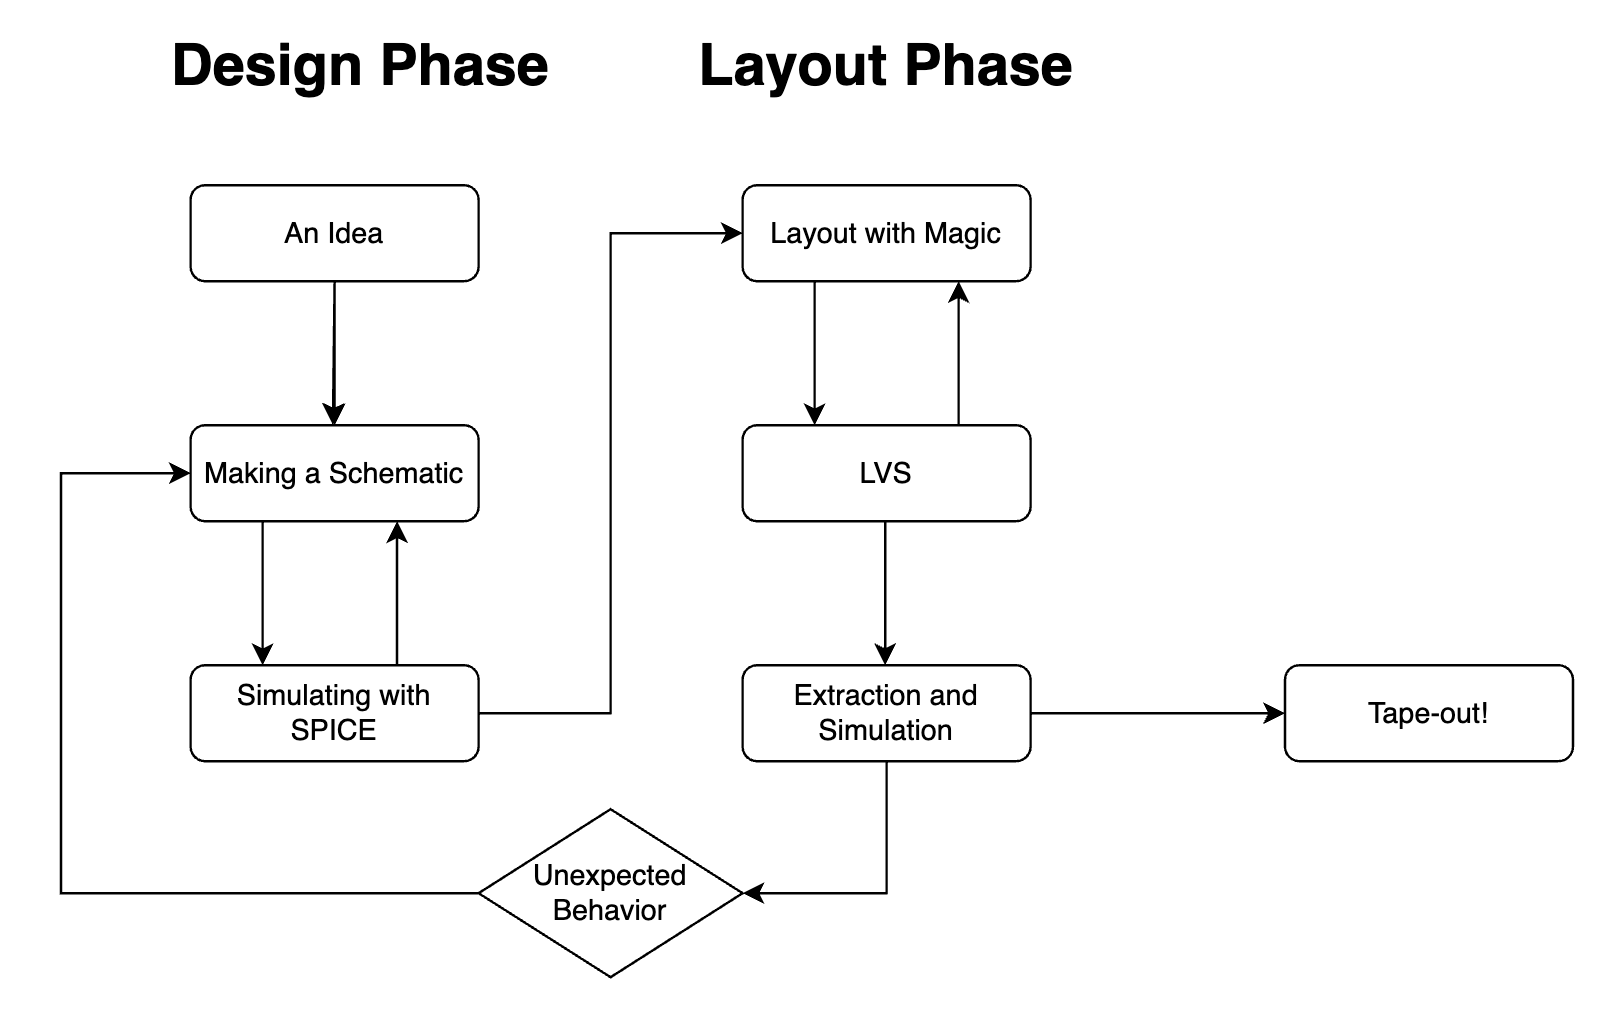 Design Phase
Layout Phase
An Idea
Layout with Magic
Making a Schematic
LVS
Simulating with
SPICE
Extraction and
Simulation
Tape-out!
Unexpected
Behavior